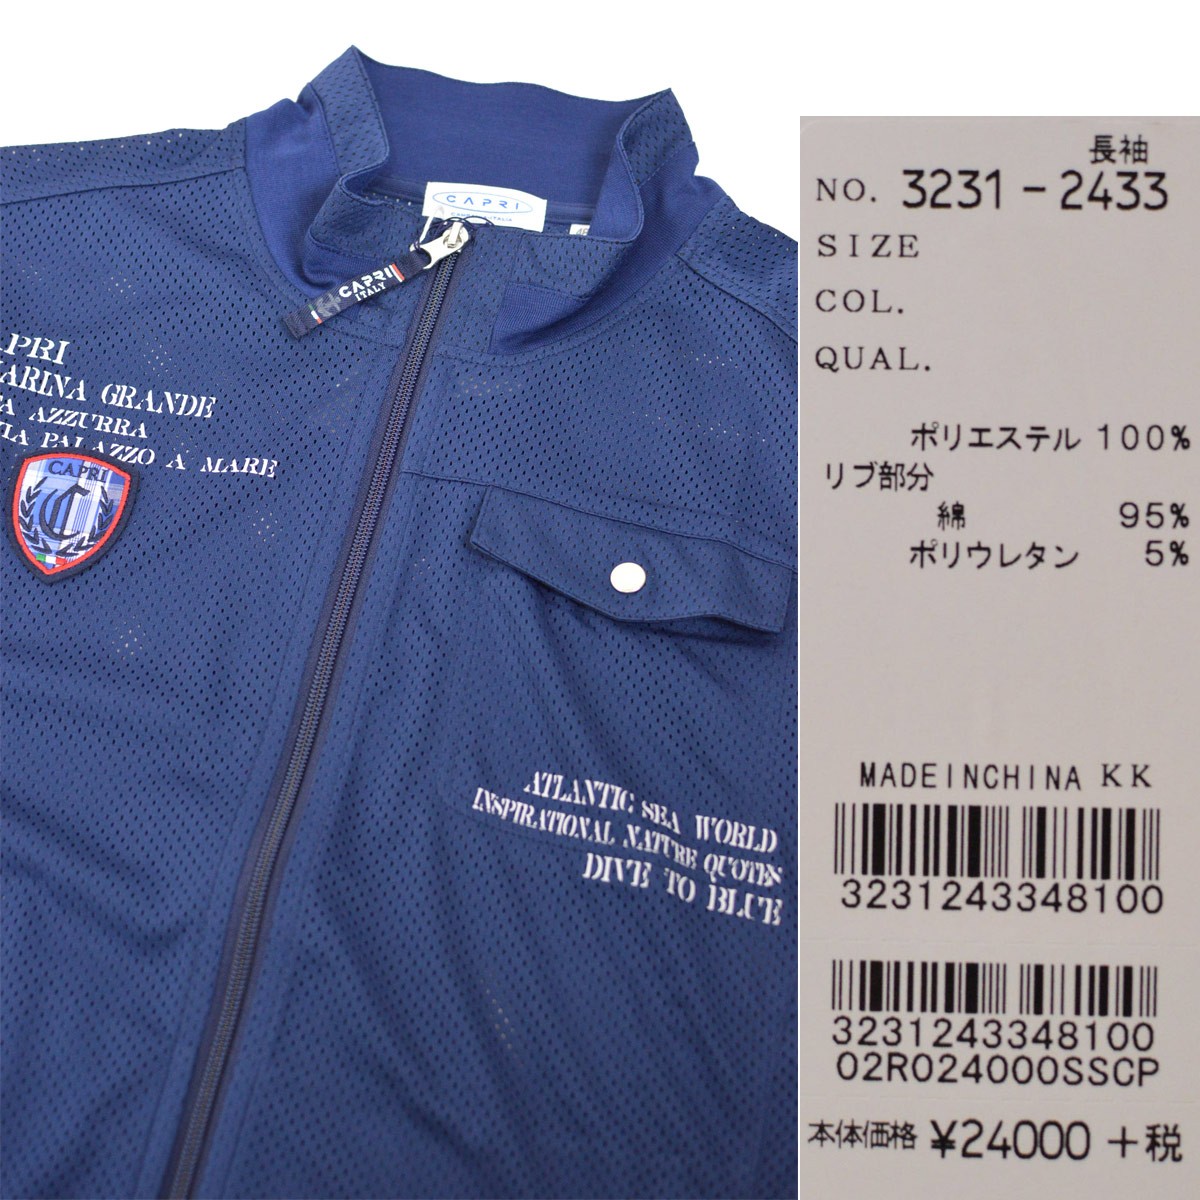 CAPRI
CAPRI
ITALY
PRI
ARINA GRANDE
AZZURRA
PALAZZO A MARE
CAPRI
C
ATLANTIC SEA WORLD
INSPIRATIONAL NATURE QUOTES
DIVE TO BLUE
長袖
NO. 3231-2433
SIZE
COL.
QUAL.
ポリエステル 100%
リブ部分
綿 95%
ポリウレタン 5%
MADEINCHINA KK
3231243348100
3231243348100
02R024000SSCP
本体価格 ¥24000+税